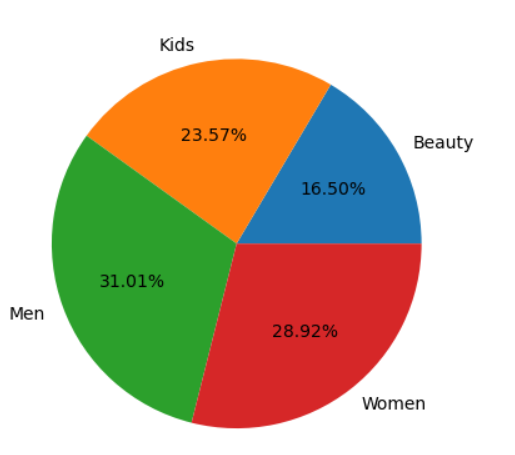 Kids
23.57%
Beauty
16.50%
31.01%
Men
28.92%
Women